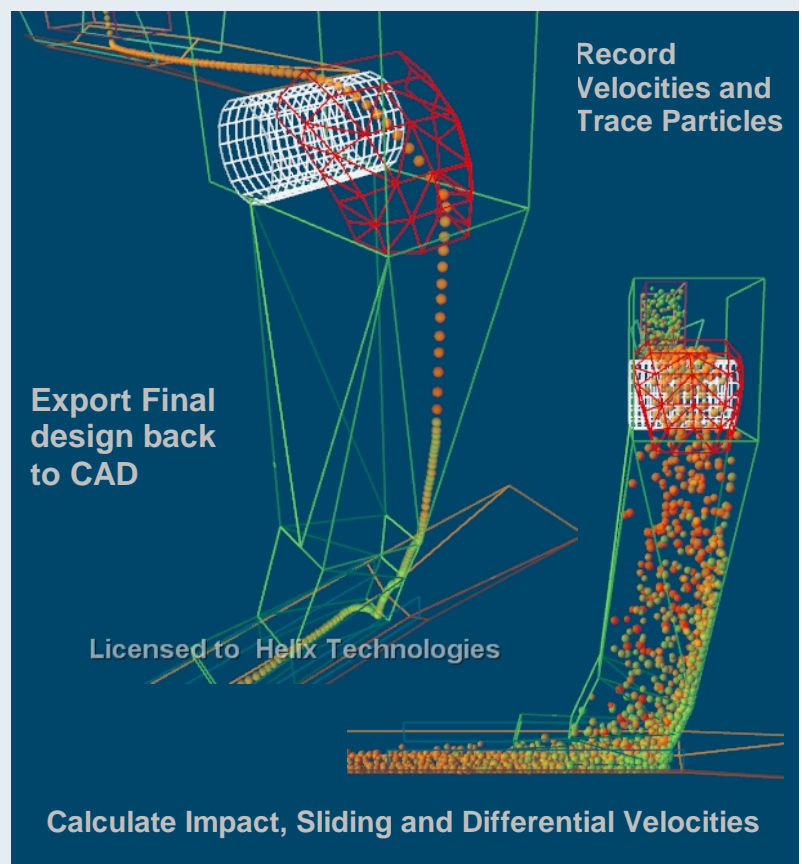 Record
Velocities and
Trace Particles
Export Final
design back
to CAD
Licensed to Helix Technologies
Calculate Impact, Sliding and Differential Velocities